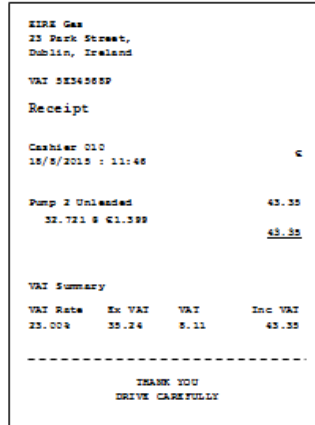 EIRE Gas
23 Park Street,
Dublin, Ireland
VAT
Receipt
Cashier 010
€
18/8/2015 : 11:46
Pump 2 Unleaded 43.35
32.721 @ €1.399
43.35
VAT Summary
VAT Rate Ex VAT VAT Inc VAT
23.00% 35.24 8.11 43.35
THANK YOU
DRIVE CAREFULLY